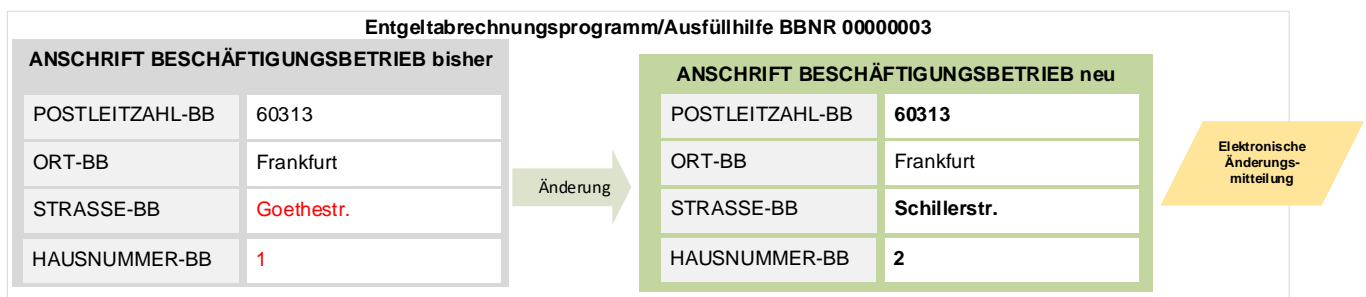 Entgeltabrechnungsprogramm/Ausfüllhilfe BBNR 00000003
ANSCHRIFT BESCHÄFTIGUNGSBETRIEB bisher
POSTLEITZAHL-BB 60313
ORT-BB Frankfurt
STRASSE-BB Goethestr.
HAUSNUMMER-BB 1
Änderung
ANSCHRIFT BESCHÄFTIGUNGSBETRIEB neu
POSTLEITZAHL-BB 60313
ORT-BB Frankfurt
STRASSE-BB Schillerstr.
HAUSNUMMER-BB 2
Elektronische
Änderungs-
mitteilung